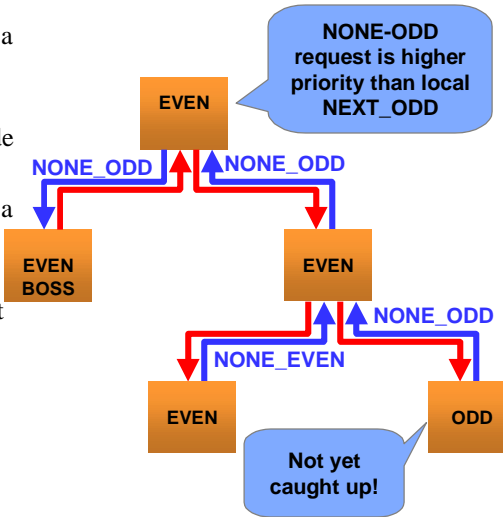 a
NONE-ODD
request is higher
priority than local
NEXT_ODD
EVEN
de
NONE_ODD
NONE_ODD
a
EVEN
BOSS
EVEN
t
NONE_ODD
NONE_EVEN
EVEN
ODD
Not yet
caught up!